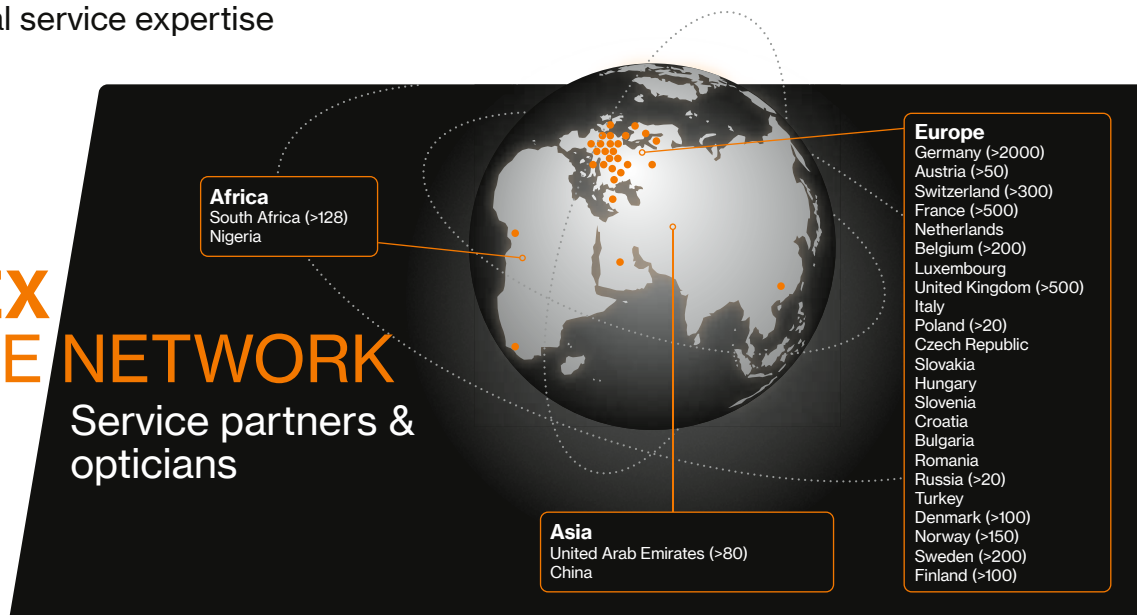 service expertise
Africa
South Africa (>128)
Nigeria
NETWORK
Service partners &
opticians
Asia
United Arab Emirates (>80)
China
Europe
Germany (>2000)
Austria (>50)
Switzerland (>300)
France (>500)
Netherlands
Belgium (>200)
Luxembourg
United Kingdom (>500)
Italy
Poland (>20)
Czech Republic
Slovakia
Hungary
Slovenia
Croatia
Bulgaria
Romania
Russia (>20)
Turkey
Denmark (>100)
Norway (>150)
Sweden (>200)
Finland (>100)